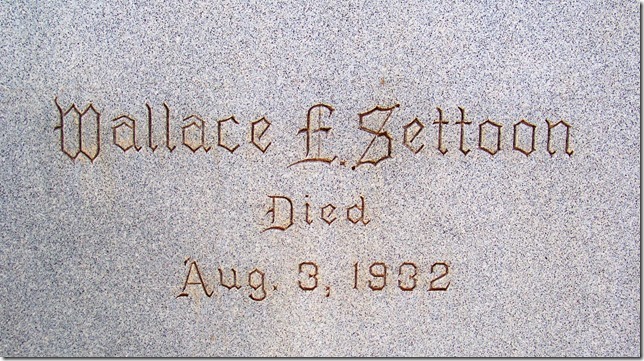 Wallace E. Settoon
Died
Aug. 3, 1932